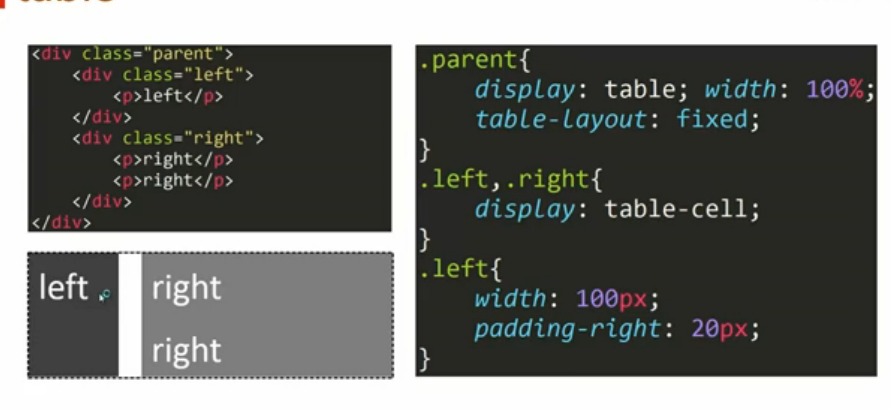 <div class="parent">
    <div class="left">
        <p>left</p>
    </div>
    <div class="right">
        <p>right</p>
        <p>right</p>
    </div>
</div>
left
right
right
.parent{
    display: table; width: 100%;
    table-layout: fixed;
}
.left,.right{
    display: table-cell;
}
.left{
    width: 100px;
    padding-right: 20px;
}